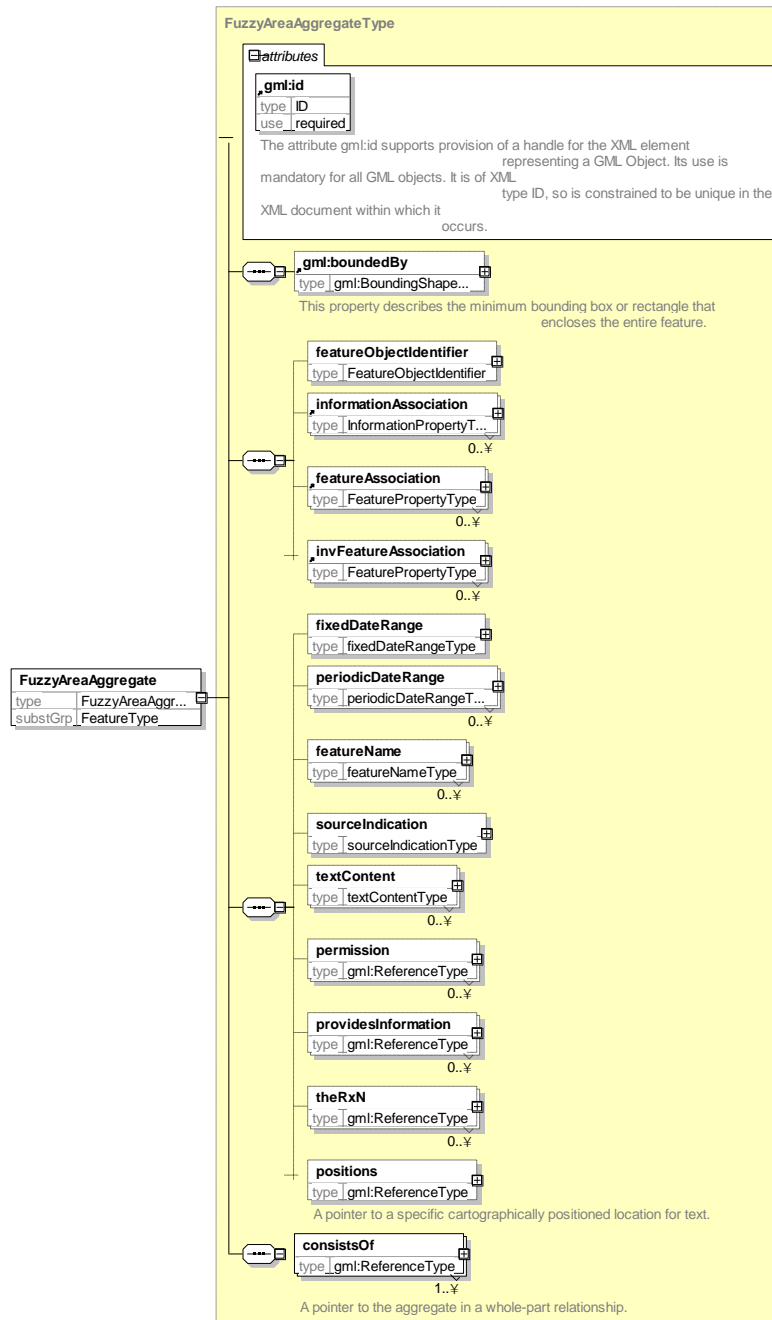 FuzzyAreaAggregateType
attributes
gml:id
type ID
use required
The attribute gml:id supports provision of a handle for the XML element
representing a GML Object. Its use is
mandatory for all GML objects. It is of XML
type ID, so is constrained to be unique in the
XML document within which it
occurs.
gml:boundedBy
type gml:BoundingShape...
This property describes the minimum bounding box or rectangle that
encloses the entire feature.
featureObjectIdentifier
type FeatureObjectIdentifier
informationAssociation
type InformationPropertyT...
0..¥
featureAssociation
type FeaturePropertyType
0..¥
invFeatureAssociation
type FeaturePropertyType
0..¥
fixedDateRange
type fixedDateRangeType
FuzzyAreaAggregate
type FuzzyAreaAggr...
substGrp FeatureType
periodicDateRange
type periodicDateRangeT...
0..¥
featureName
type featureNameType
0..¥
sourceIndication
type sourceIndicationType
textContent
type textContentType
0..¥
permission
type gml:ReferenceType
0..¥
providesInformation
type gml:ReferenceType
0..¥
theRxN
type gml:ReferenceType
0..¥
positions
type gml:ReferenceType
A pointer to a specific cartographically positioned location for text.
consistsOf
type gml:ReferenceType
1..¥
A pointer to the aggregate in a whole-part relationship.